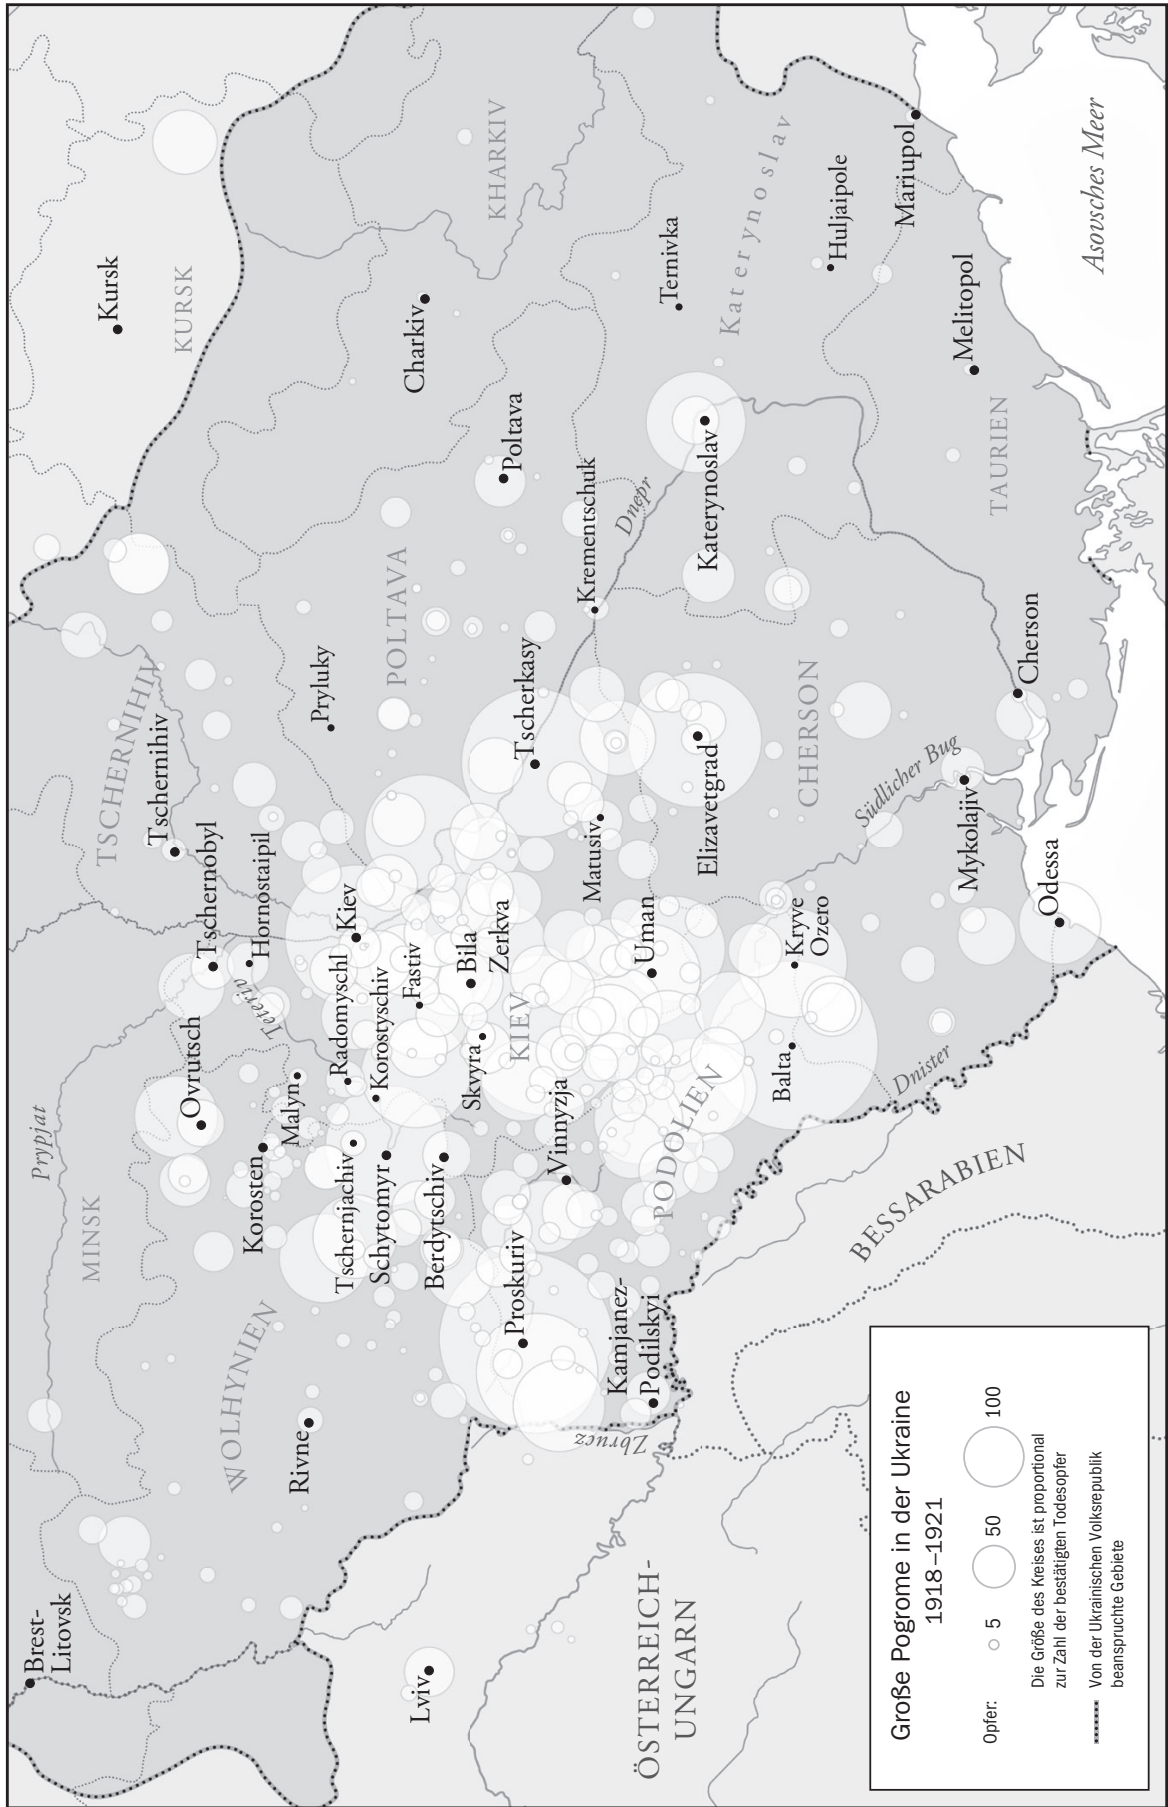 Brest-
Litovsk
Prypjat
MINSK
Ovrutsch
Tschernobyl
Hornostaipil
Tschernihiv
TSCHERNIHIV
Kursk
KURSK
WOLHYNIEN
Rivne
Korosten
Malyn
Teteriv
Radomyschl
Korostyschiv
Kiev
Pryluky
POLTAVA
Charkiv
KHARKIV
Tschernjachiv
Schytomyr
Berdytschiv
Fastiv
Skvyra
Bila
Zerkva
KIEV
Tscherkasy
Poltava
Krementschuk
Dnepr
Lviv
Proskuriv
Vinnyzja
Matusiv
Uman
Kamjanez-
Podilskyi
Zbrucz
PODOLIEN
Elizavetgrad
Katerynoslav
Ternivka
Katerynoslav
Huljaipole
Mariupol
ÖSTERREICH-
UNGARN
Balta
Kryve
Ozero
CHERSON
Südlicher Bug
Dnister
BESSARABIEN
Mykolajiv
Odessa
Cherson
TAURIEN
Melitopol
Asovsches Meer
Große Pogrome in der Ukraine
1918–1921
Opfer: 5 50 100
Die Größe des Kreises ist proportional
zur Zahl der bestätigten Todesopfer
Von der Ukrainischen Volksrepublik
beanspruchte Gebiete